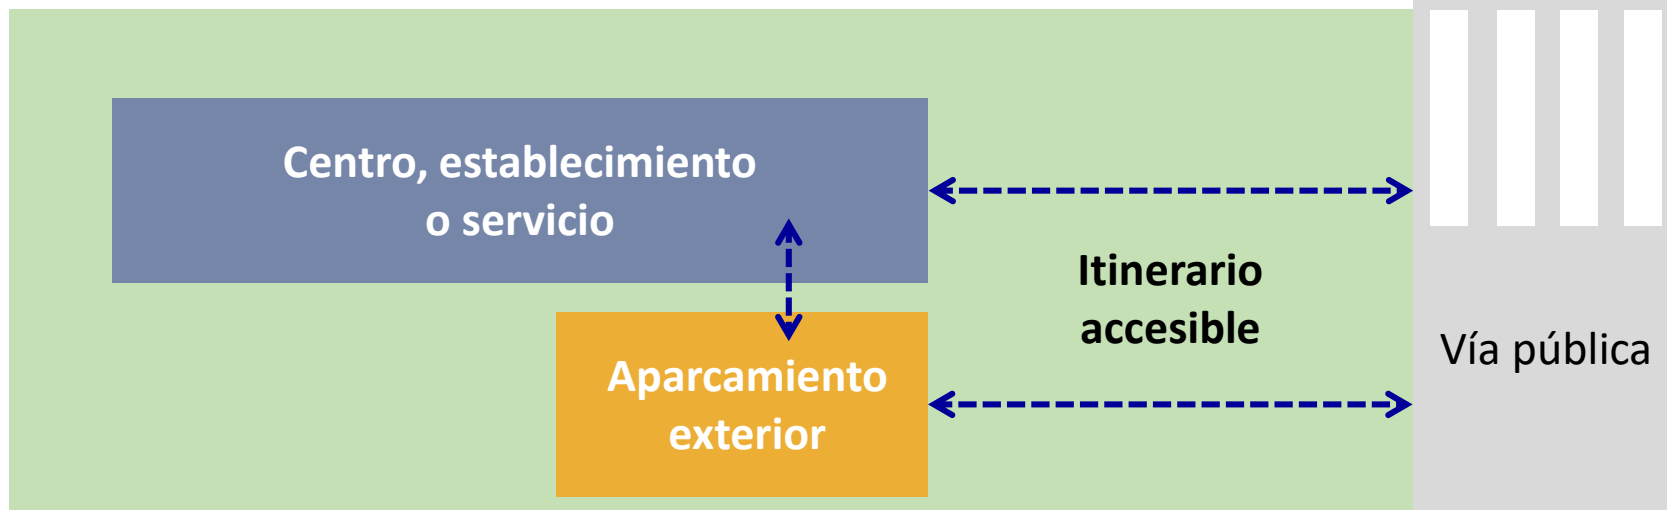 Centro, establecimiento
o servicio
Itinerario
accesible
Vía pública
Aparcamiento
exterior